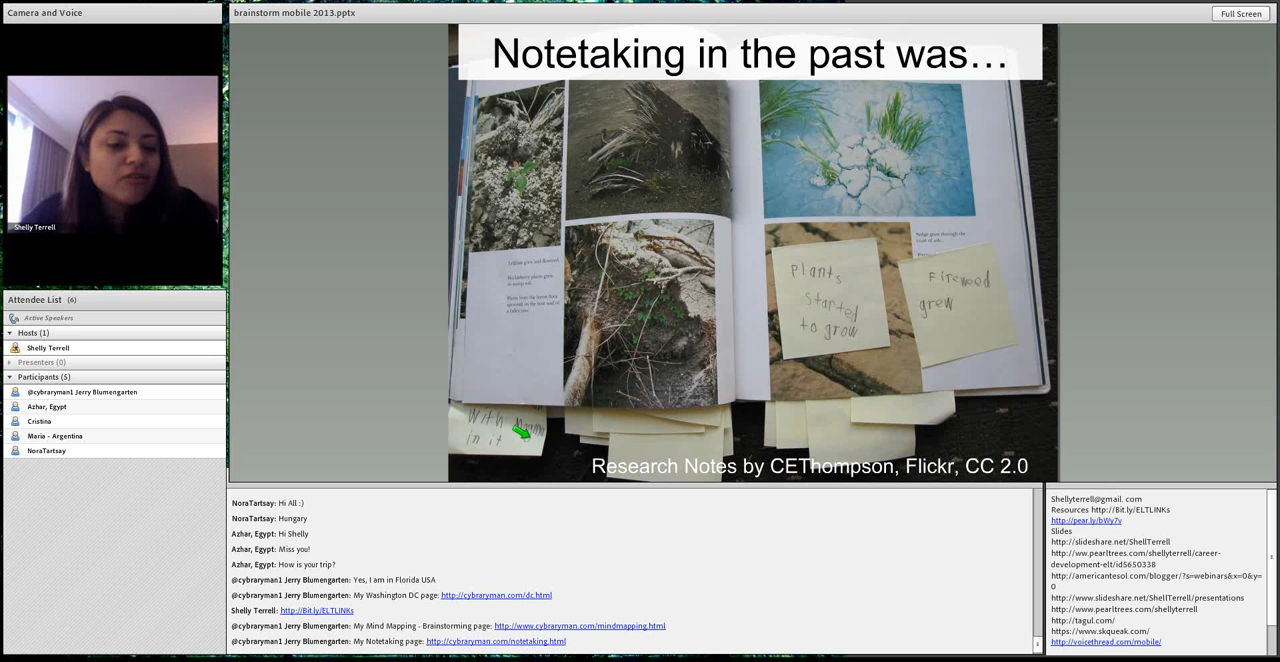 Camera and Voice
Shelly Terrell
Attendee List (6)
Active Speakers
Hosts (1)
Shelly Terrell
Presenters (0)
Participants (5)
@cybraryman1 Jerry Blumengarten
Azhar, Egypt
Cristina
Maria - Argentina
NoraTartsay
brainstorm mobile 2013.pptx
Full Screen
Notetaking in the past was...
Plants
started
to grow
Fireweed
grew
With
in it
Research Notes by CEThompson, Flickr, CC 2.0
NoraTartsay: Hi All :)
NoraTartsay: Hungary
Azhar, Egypt: Hi Shelly
Azhar, Egypt: Miss you!
Azhar, Egypt: How is your trip?
@cybraryman1 Jerry Blumengarten: Yes, I am in Florida USA
@cybraryman1 Jerry Blumengarten: My Washington DC page: http://cybraryman.com/dc.html
Shelly Terrell: http://Bit.ly/ELTLINKs
@cybraryman1 Jerry Blumengarten: My Mind Mapping - Brainstorming page: http://www.cybraryman.com/mindmapping.html
@cybraryman1 Jerry Blumengarten: My Notetaking page: http://cybraryman.com/notetaking.html
Shellyterrell@gmail. com
Resources http://Bit.ly/ELTLINKs
http://pear.ly/bWy7v
Slides
http://slideshare.net/ShellTerrell
http://ww.pearltrees.com/shellyterrell/career-
development-elt/id5650338
http://americantesol.com/blogger/?s=webinars&x=0&y=
0
http://www.slideshare.net/ShellTerrell/presentations
http://www.pearltrees.com/shellyterrell
http://tagul.com/
https://www.skqueak.com/
http://voicethread.com/mobile/